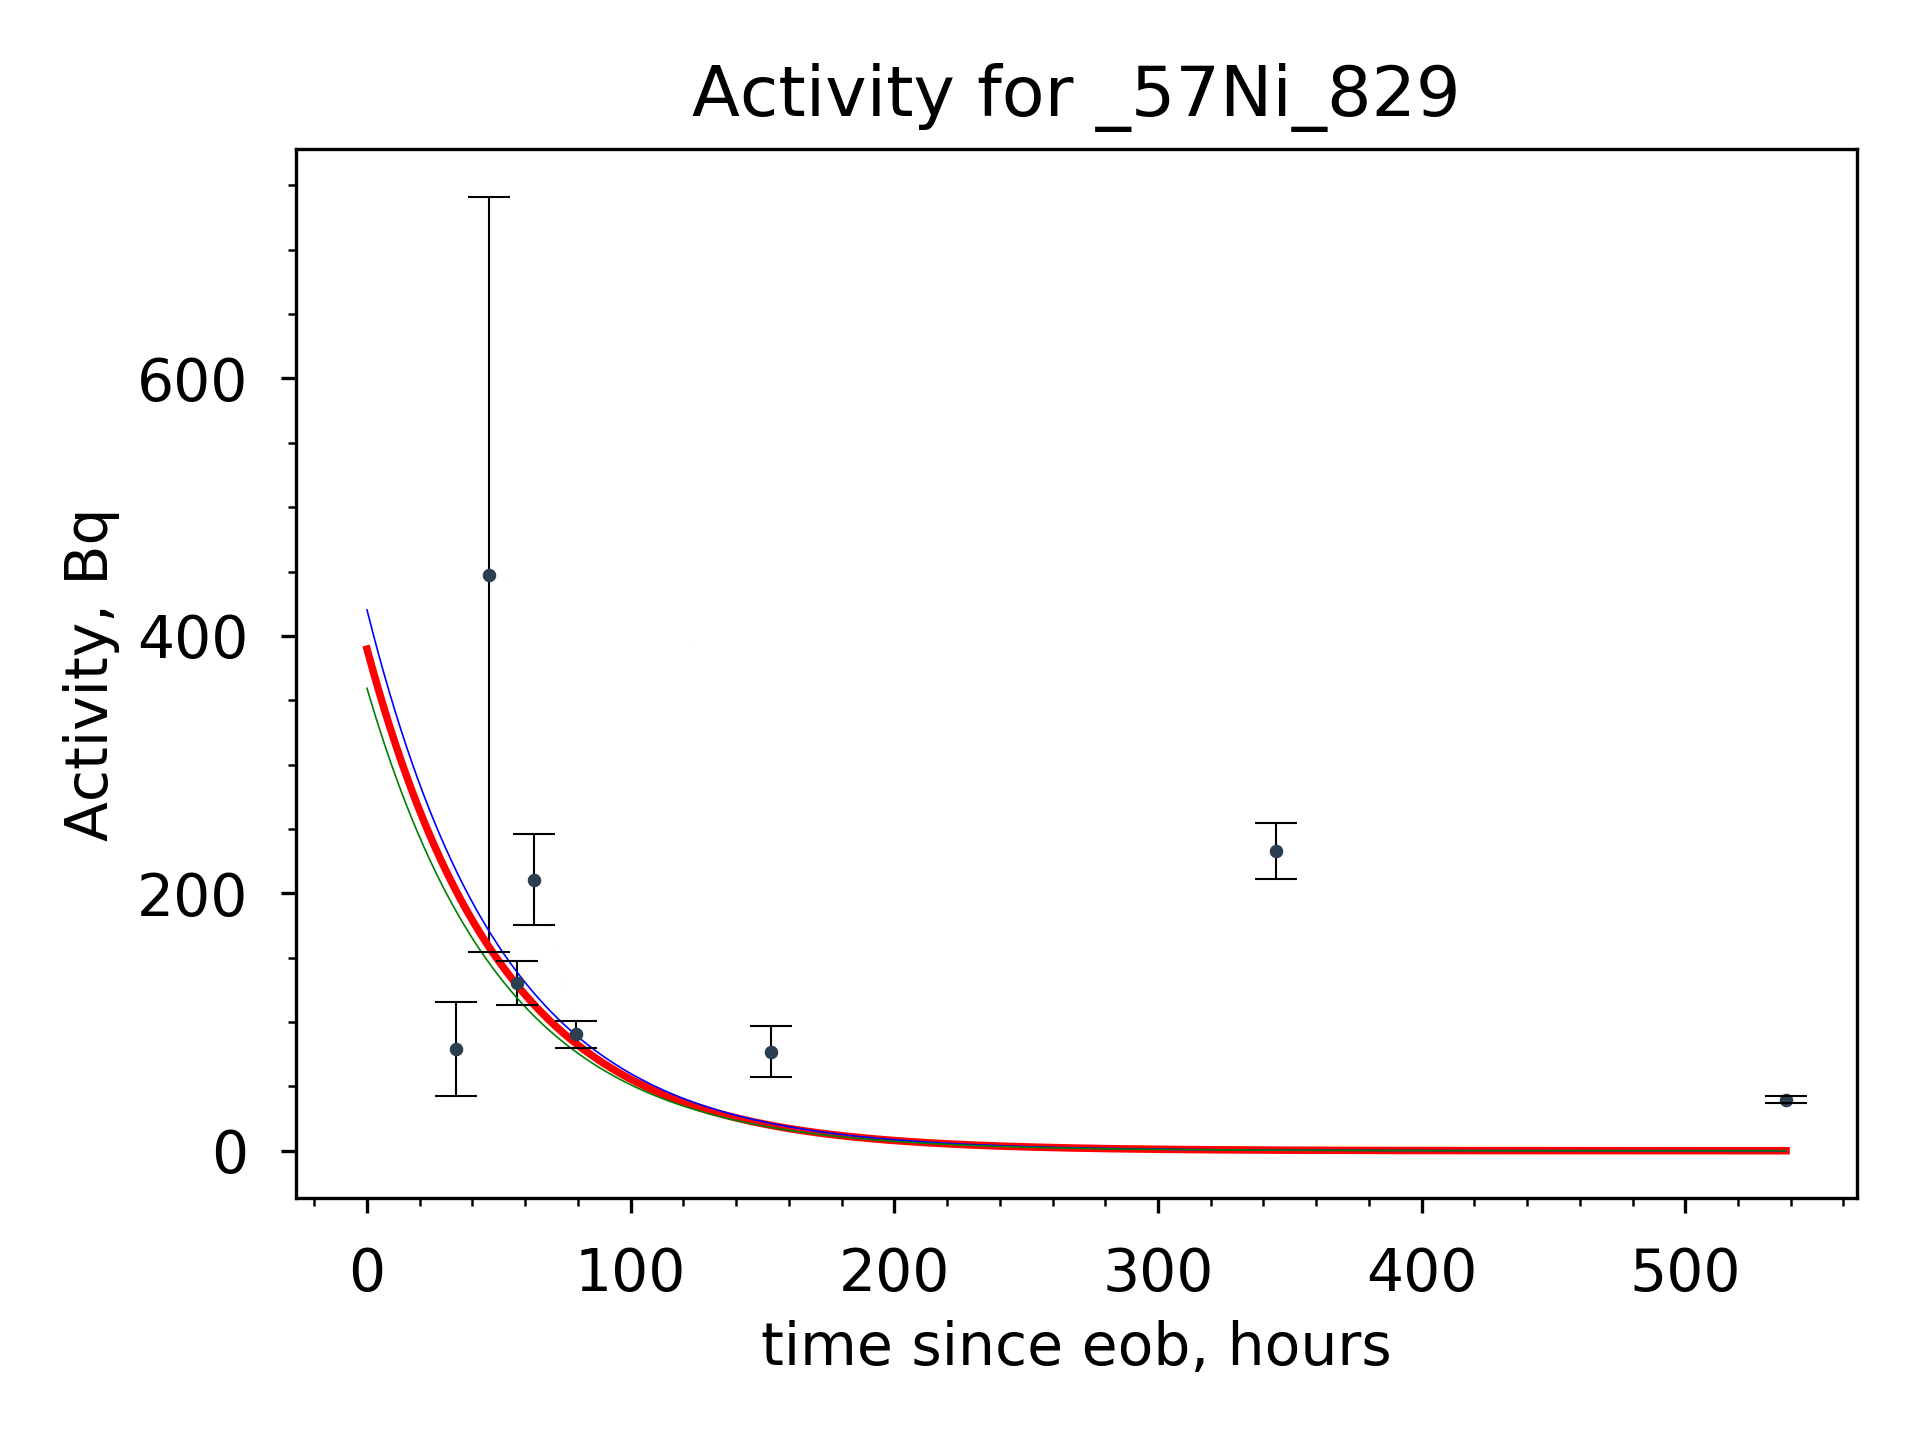 Activity for _57Ni_829
Activity, Bq
600
400
200
0
0 100 200 300 400 500
time since eob, hours